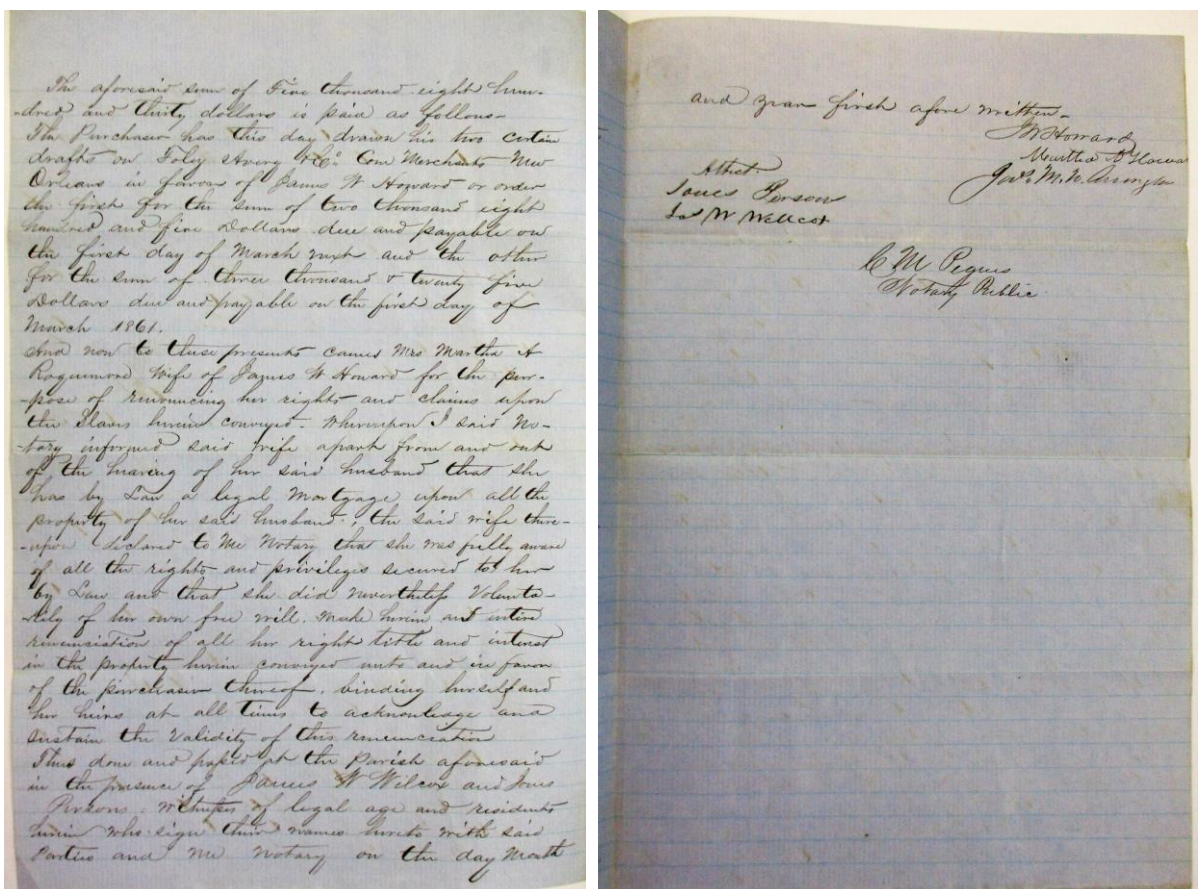 The aforesaid sum of Five thousand eight hun-
-dred and thirty dollars is paid as follows-
The Purchaser has this day drawn his two certain
drafts on Foley Avery & Co Com Merchants New
Orleans in favour of James W Howard or order
the first for the sum of two thousand eight
hundred and five Dollars due and payable on
the first day of March next and the other
for the sum of three thousand & twenty five
Dollars due and payable on the first day of
March 1861.
And now to these presents comes Mrs Martha A
Roquemore Wife of James W Howard for the pur-
-pose of renouncing her rights and claims upon
the Slaves herein conveyed. Whereupon I said No-
-tary informed said wife apart from and out
of the hearing of her said husband that she
has by Law a legal Mortgage upon all the
property of her said husband, the said wife there-
-upon declared to Me Notary that she was fully aware
of all the rights and privileges secured to her
by Law and that she did nevertheless Volunta-
-rily of her own free will. Make herein and entire
renunciation of all her right title and interest
in the property herein conveyed unto and in favor
of the purchaser thereof, binding herself and
her heirs at all times to acknowledge and
sustain the Validity of this renunciation
Thus done and passed at the Parish aforesaid
in the presence of James W Wilcox and Jones
Persons. Witnesses of legal age and residents
herein who sign their names hereto with said
Parties and me Notary on the day Month
and year first afore written-
JW Howard
Martha A Howa
M. W.
Attest.
Jones Person
Jas W Willcox
C M Pegues
Notary Public